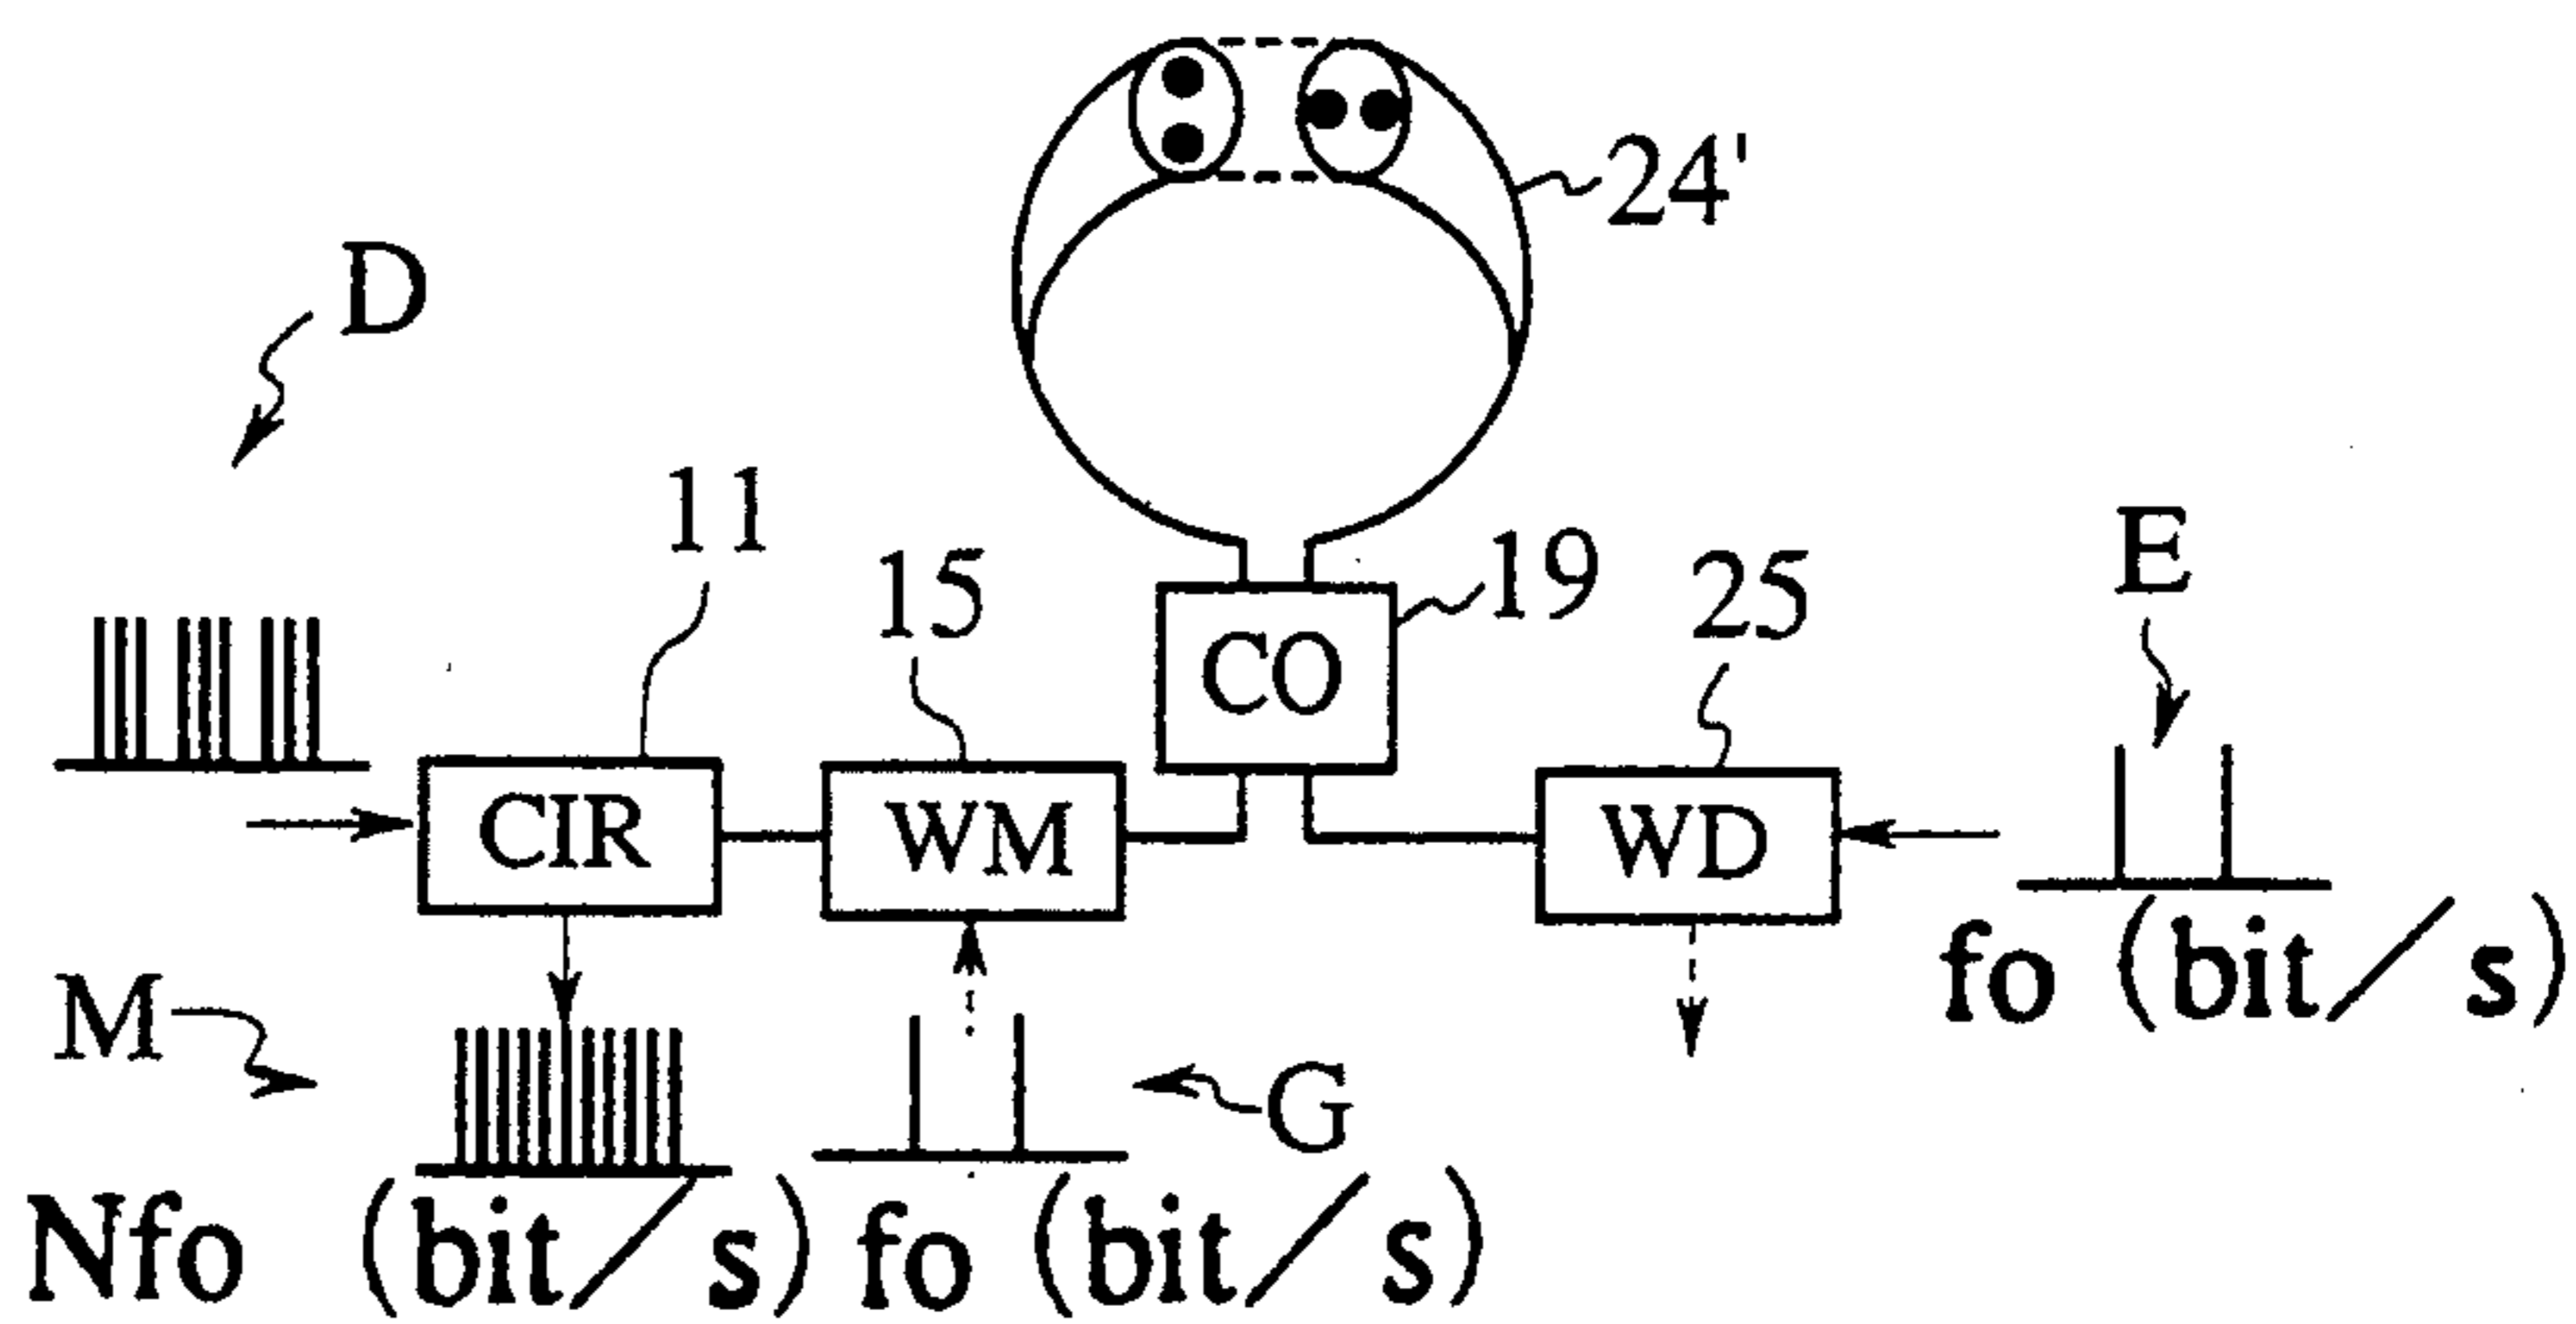 24'
D
11
15
19
25
E
CO
CIR
WM
WD
fo (bit/s)
M
G
Nfo (bit/s) fo (bit/s)